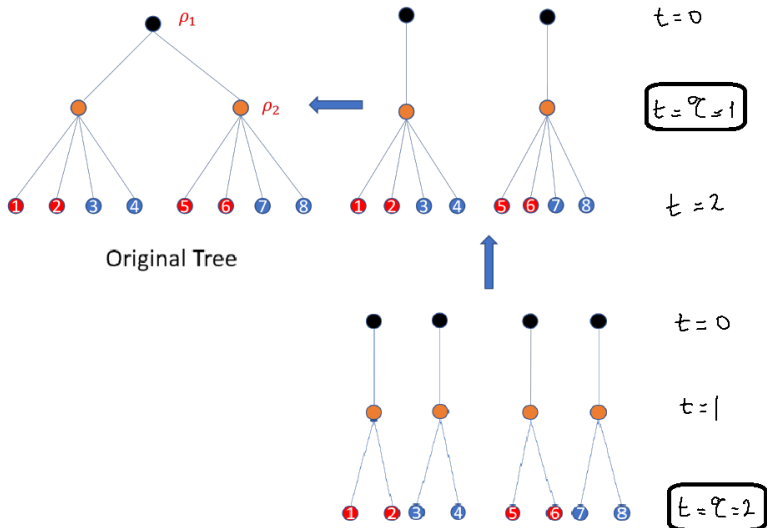 ρ₁
t=0
ρ₂
t=τ=1
1 2 3 4 5 6 7 8
1 2 3 4 5 6 7 8
t=2
Original Tree
t=0
t=1
1 2 3 4 5 6 7 8
t=τ=2